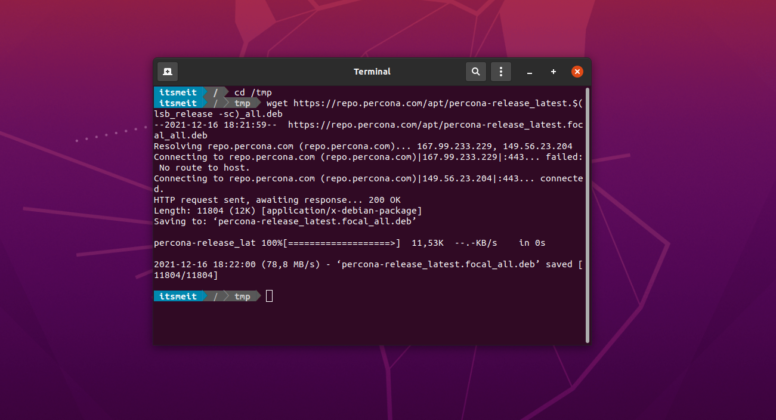 Terminal
itsmeit / cd /tmp
itsmeit / tmp wget https://repo.percona.com/apt/percona-release_latest.$(
lsb_release -sc)_all.deb
--2021-12-16 18:21:59-- https://repo.percona.com/apt/percona-release_latest.foc
al_all.deb
Resolving repo.percona.com (repo.percona.com)... 167.99.233.229, 149.56.23.204
Connecting to repo.percona.com (repo.percona.com)|167.99.233.229|:443... failed:
No route to host.
Connecting to repo.percona.com (repo.percona.com)|149.56.23.204|:443... connecte
d.
HTTP request sent, awaiting response... 200 OK
Length: 11804 (12K) [application/x-debian-package]
Saving to: ‘percona-release_latest.focal_all.deb’
percona-release_lat 100%[===================>] 11,53K --.-KB/s in 0s
2021-12-16 18:22:00 (78,8 MB/s) - ‘percona-release_latest.focal_all.deb’ saved [
11804/11804]
itsmeit / tmp